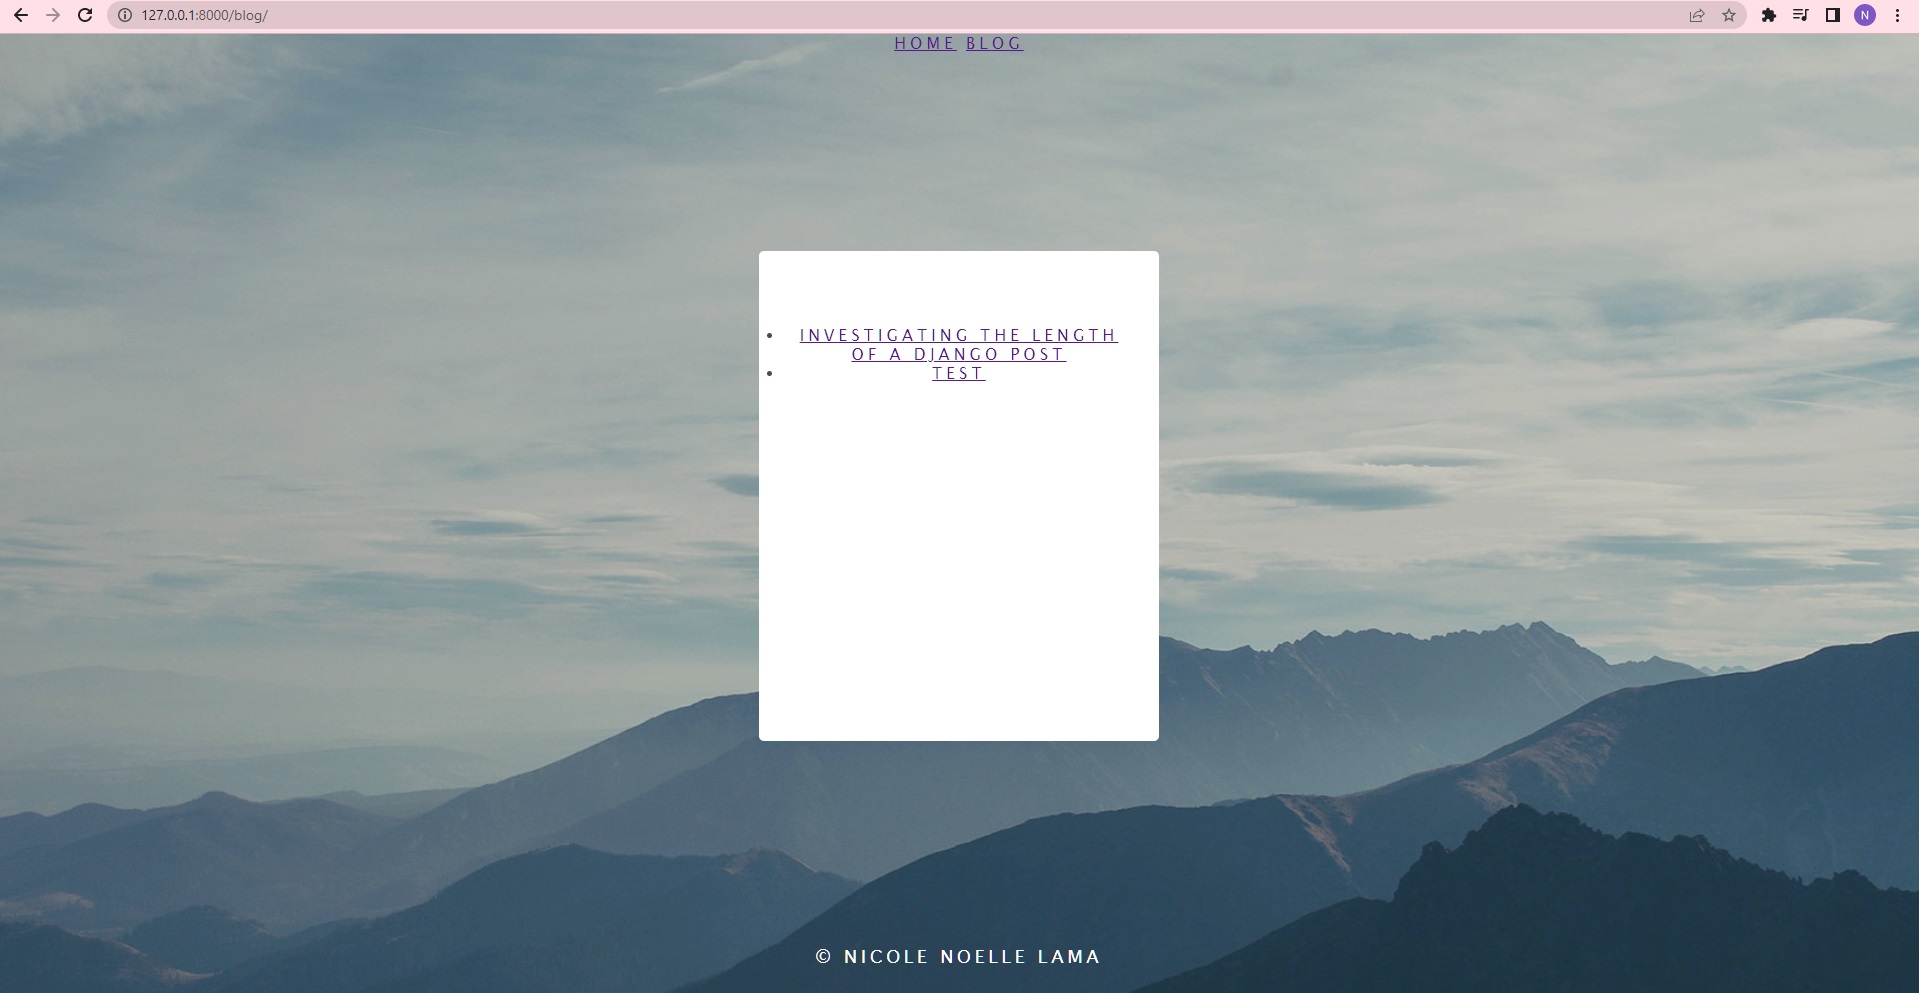 127.0.0.1:8000/blog/
N
HOME BLOG
INVESTIGATING THE LENGTH
OF A DJANGO POST
TEST
© NICOLE NOELLE LAMA